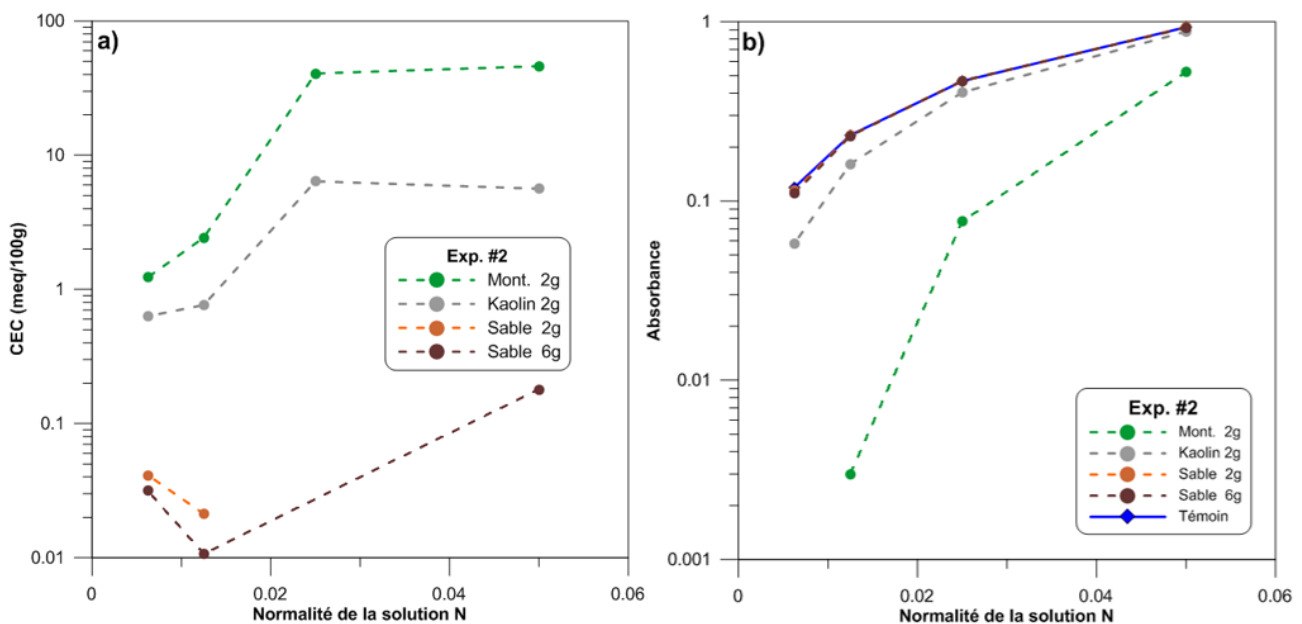 a)
100
10
1
0.1
0.01
CEC (meq/100g)
0
0.02
0.04
0.06
Normalité de la solution N
Exp. #2
Mont. 2g
Kaolin 2g
Sable 2g
Sable 6g
b)
1
0.1
0.01
0.001
Absorbance
0
0.02
0.04
0.06
Normalité de la solution N
Exp. #2
Mont. 2g
Kaolin 2g
Sable 2g
Sable 6g
Témoin